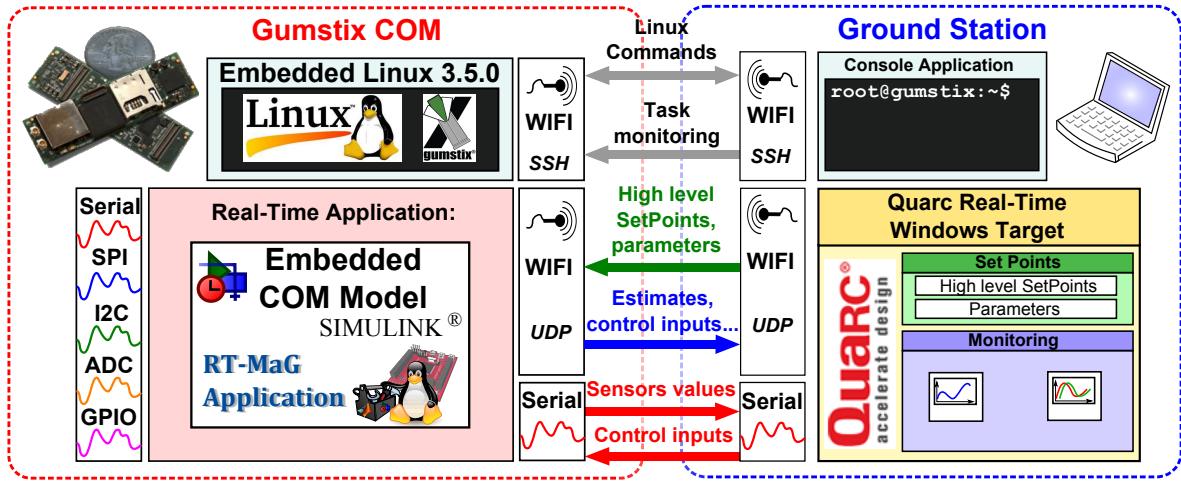 Gumstix COM
Ground Station
Linux
Commands
Embedded Linux 3.5.0
Linux™
gumstix®
WIFI
SSH
Task
monitoring
WIFI
SSH
Console Application
root@gumstix:~$
Serial
SPI
I2C
ADC
GPIO
Real-Time Application:
Embedded
COM Model
SIMULINK ®
RT-MaG
Application
WIFI
UDP
Serial
High level
SetPoints,
parameters
Estimates,
control inputs...
Sensors values
Control inputs
WIFI
UDP
Serial
Quarc Real-Time
Windows Target
QUARC®
accelerate design
Set Points
High level SetPoints
Parameters
Monitoring